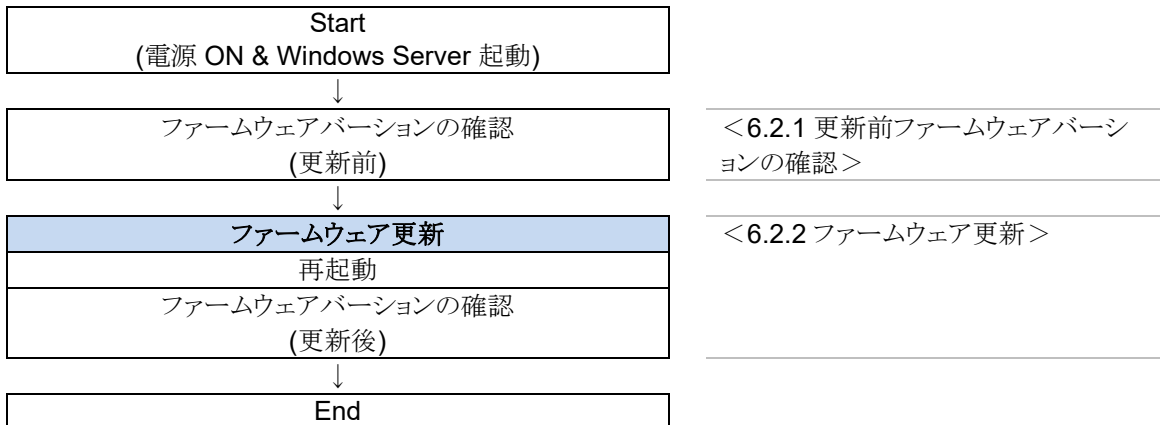 Start
(電源 ON & Windows Server 起動)
↓
ファームウェアバージョンの確認
(更新前)
<6.2.1 更新前ファームウェアバーシ
ョンの確認>
↓
ファームウェア更新
<6.2.2 ファームウェア更新>
再起動
ファームウェアバージョンの確認
(更新後)
↓
End